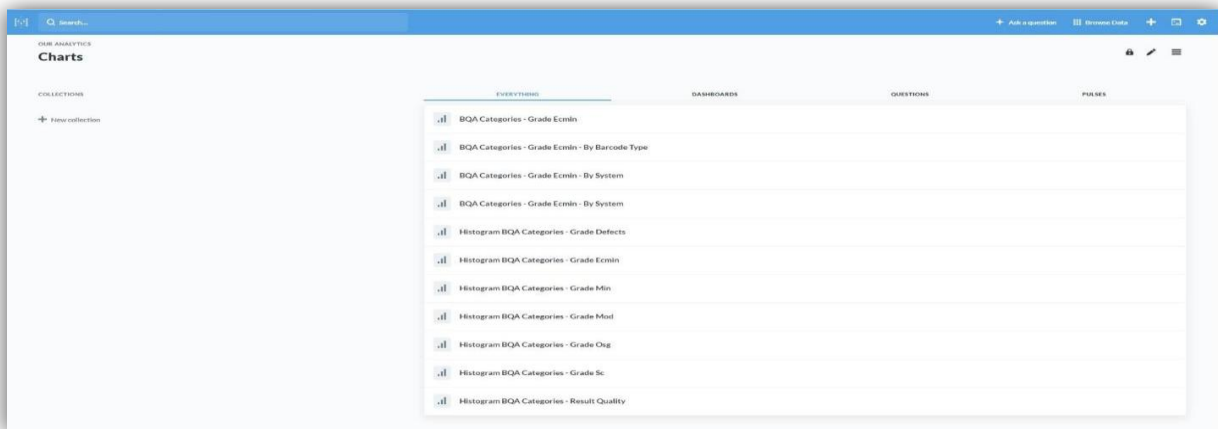 Search...
Ask a question
Browse Data
OUR ANALYTICS
Charts
COLLECTIONS
New collection
EVERYTHING
DASHBOARDS
QUESTIONS
PULSES
BQA Categories - Grade Ecmin
BQA Categories - Grade Ecmin - By Barcode Type
BQA Categories - Grade Ecmin - By System
BQA Categories - Grade Ecmin - By System
Histogram BQA Categories - Grade Defects
Histogram BQA Categories - Grade Ecmin
Histogram BQA Categories - Grade Min
Histogram BQA Categories - Grade Mod
Histogram BQA Categories - Grade Osg
Histogram BQA Categories - Grade Sc
Histogram BQA Categories - Result Quality